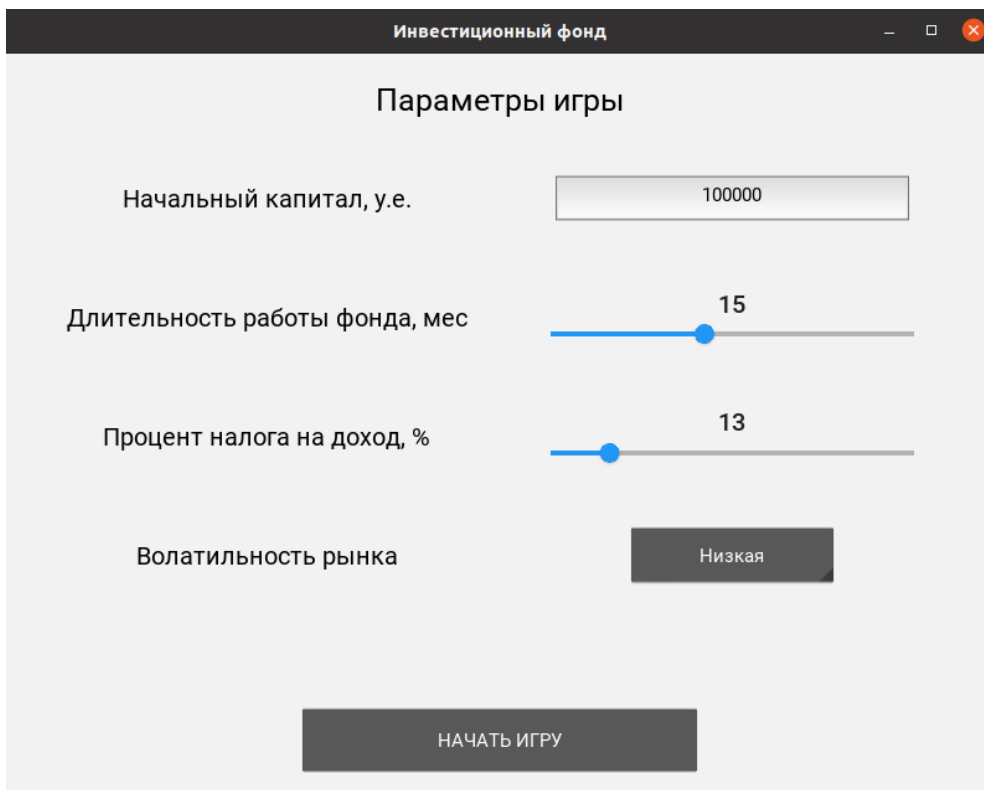 Инвестиционный фонд
Параметры игры
Начальный капитал, у.е.
100000
Длительность работы фонда, мес
15
Процент налога на доход, %
13
Волатильность рынка
Низкая
НАЧАТЬ ИГРУ